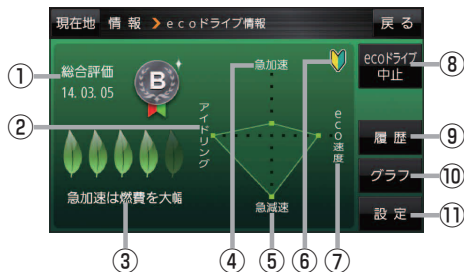 現在地 情報 > ecoドライブ情報 戻る
① 総合評価
14. 03. 05
B
④ 急加速
⑥
ecoドライブ
中止 ⑧
② アイドリング
eco速度
履歴 ⑨
グラフ ⑩
急加速は燃費を大幅
急減速
設定 ⑪
③ ⑤ ⑦